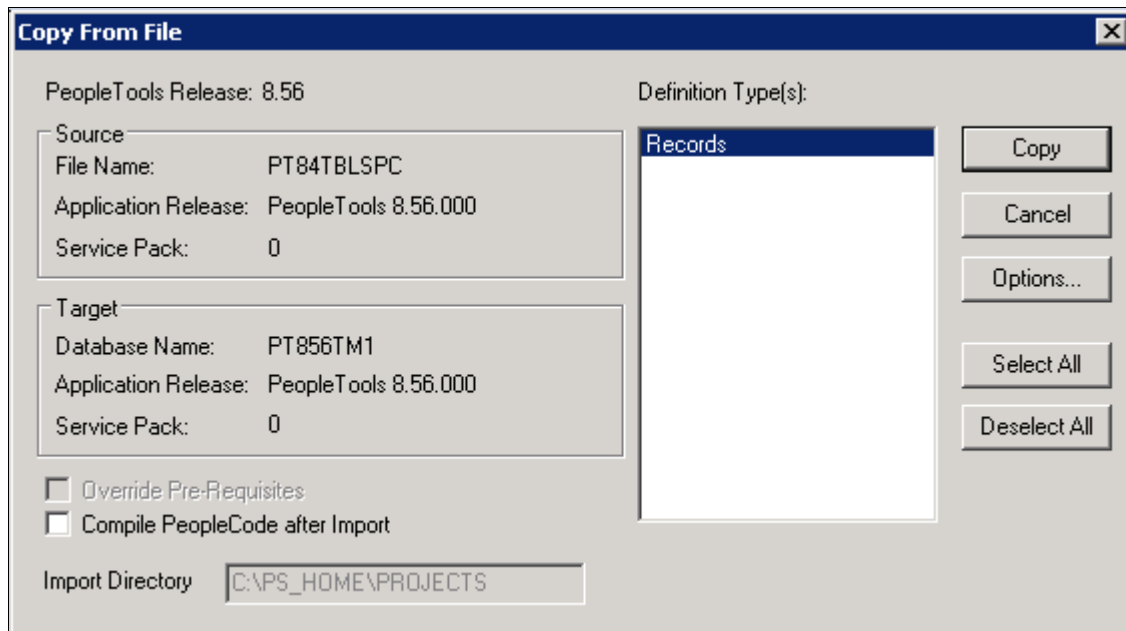 Copy From File
PeopleTools Release: 8.56
Source
File Name: PT84TBLSPC
Application Release: PeopleTools 8.56.000
Service Pack: 0
Target
Database Name: PT856TM1
Application Release: PeopleTools 8.56.000
Service Pack: 0
Override Pre-Requisites
Compile PeopleCode after Import
Import Directory C:\PS_HOME\PROJECTS
Definition Type(s):
Records
Copy
Cancel
Options...
Select All
Deselect All